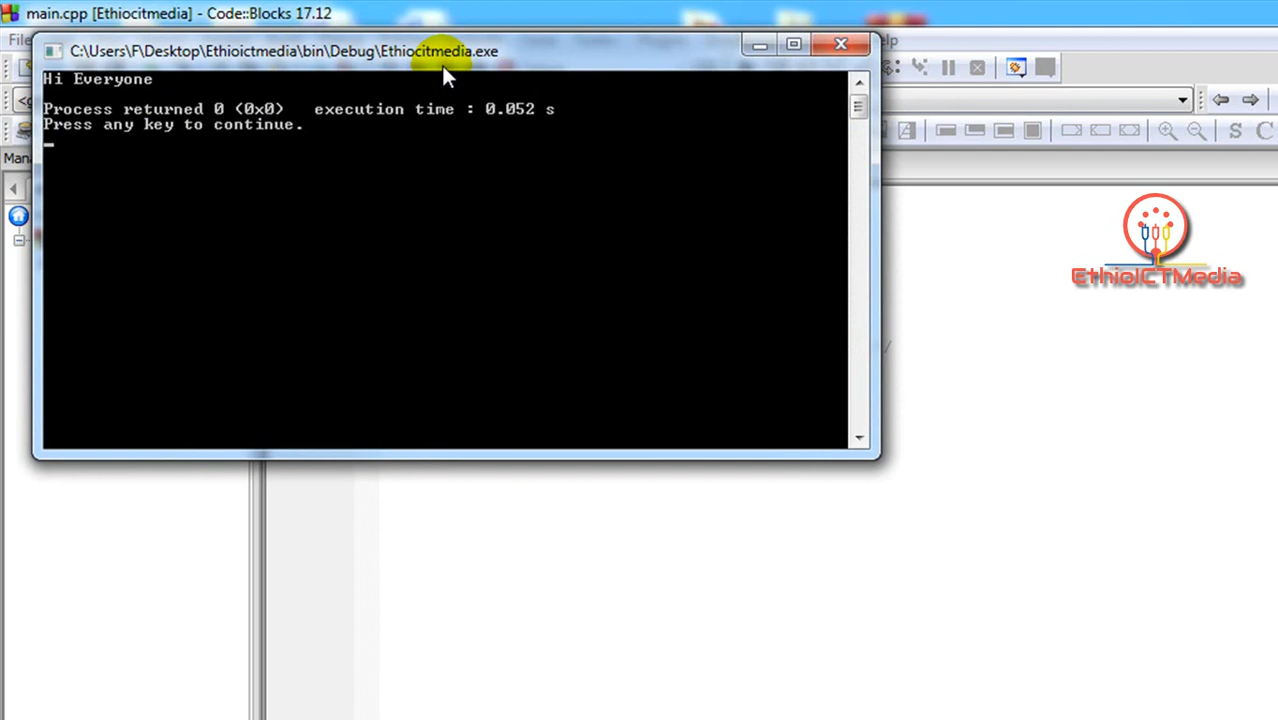 main.cpp [Ethiocitmedia] - Code::Blocks 17.12
File
C:\Users\F\Desktop\Ethioictmedia\bin\Debug\Ethiocitmedia.exe
Hi Everyone
Process returned 0 (0x0)   execution time : 0.052 s
Press any key to continue.
S C
EthioICTMedia